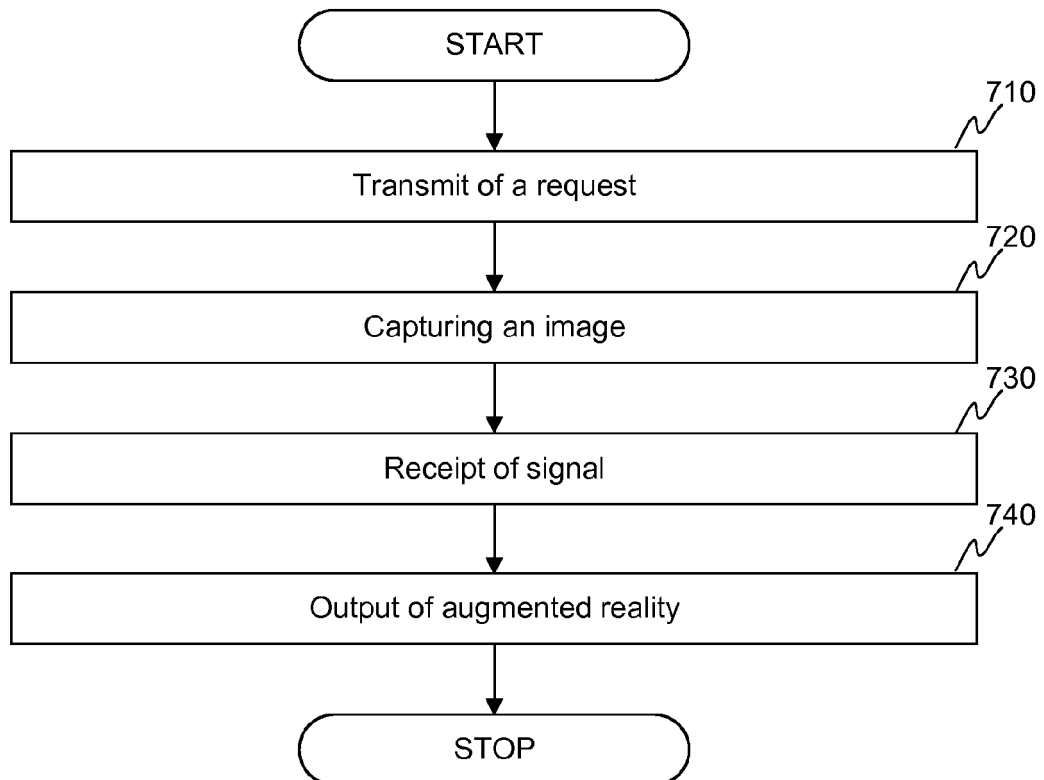 START
710
Transmit of a request
720
Capturing an image
730
Receipt of signal
740
Output of augmented reality
STOP